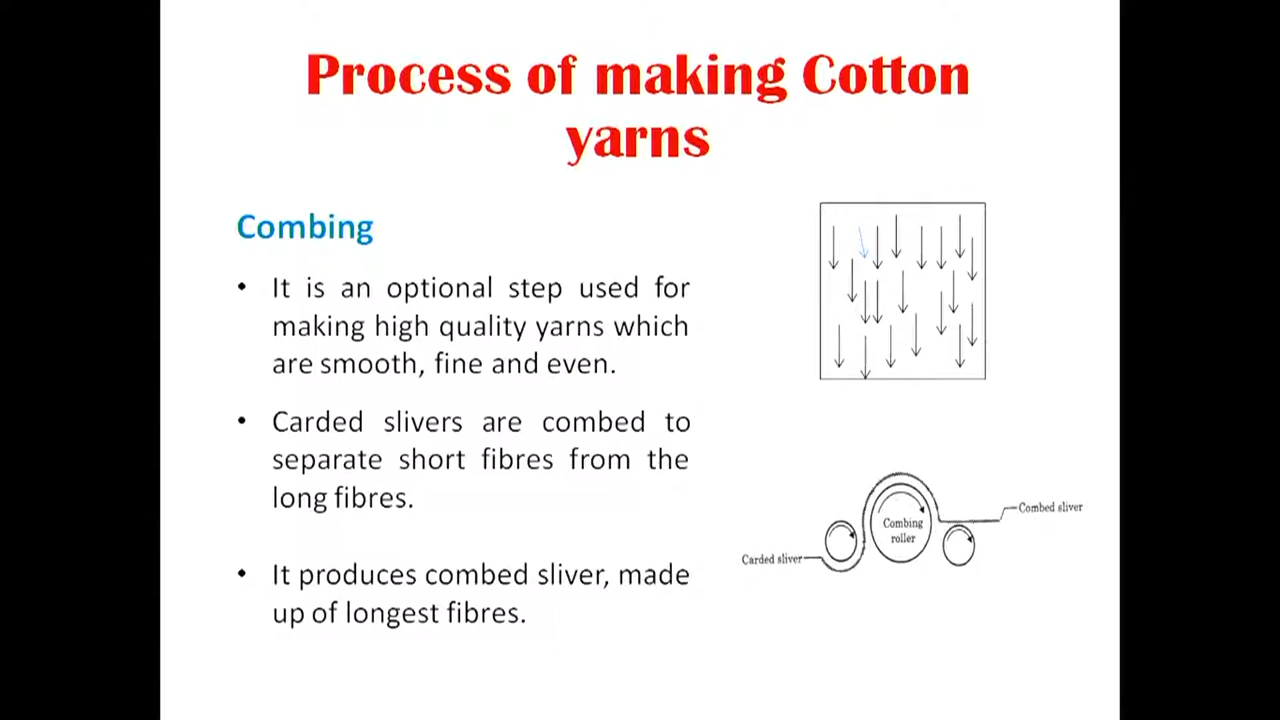 Process of making Cotton
yarns
Combing
• It is an optional step used for
making high quality yarns which
are smooth, fine and even.
• Carded slivers are combed to
separate short fibres from the
long fibres.
• It produces combed sliver, made
up of longest fibres.
Combed sliver
Combing
roller
Carded sliver